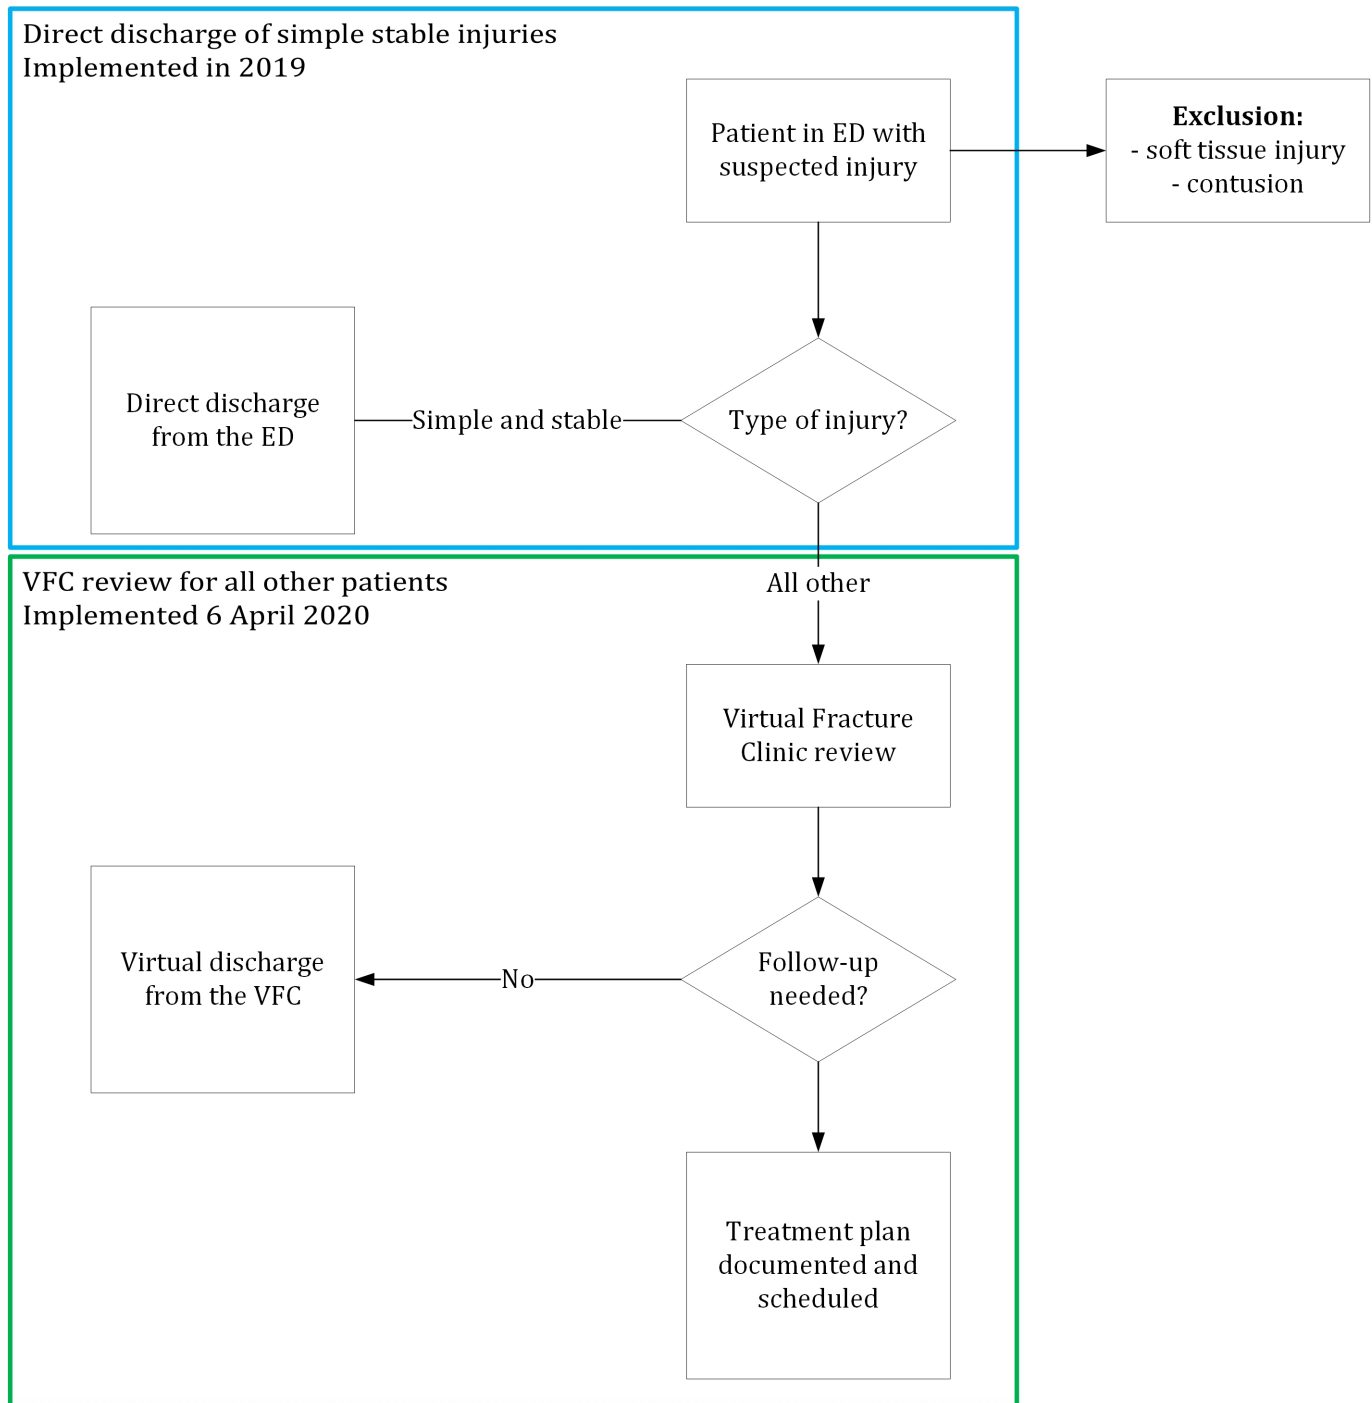 Direct discharge of simple stable injuries
Implemented in 2019
Patient in ED with
suspected injury
Exclusion:
- soft tissue injury
- contusion
Direct discharge
from the ED
Simple and stable
Type of injury?
VFC review for all other patients
Implemented 6 April 2020
All other
Virtual Fracture
Clinic review
Virtual discharge
from the VFC
No
Follow-up
needed?
Treatment plan
documented and
scheduled